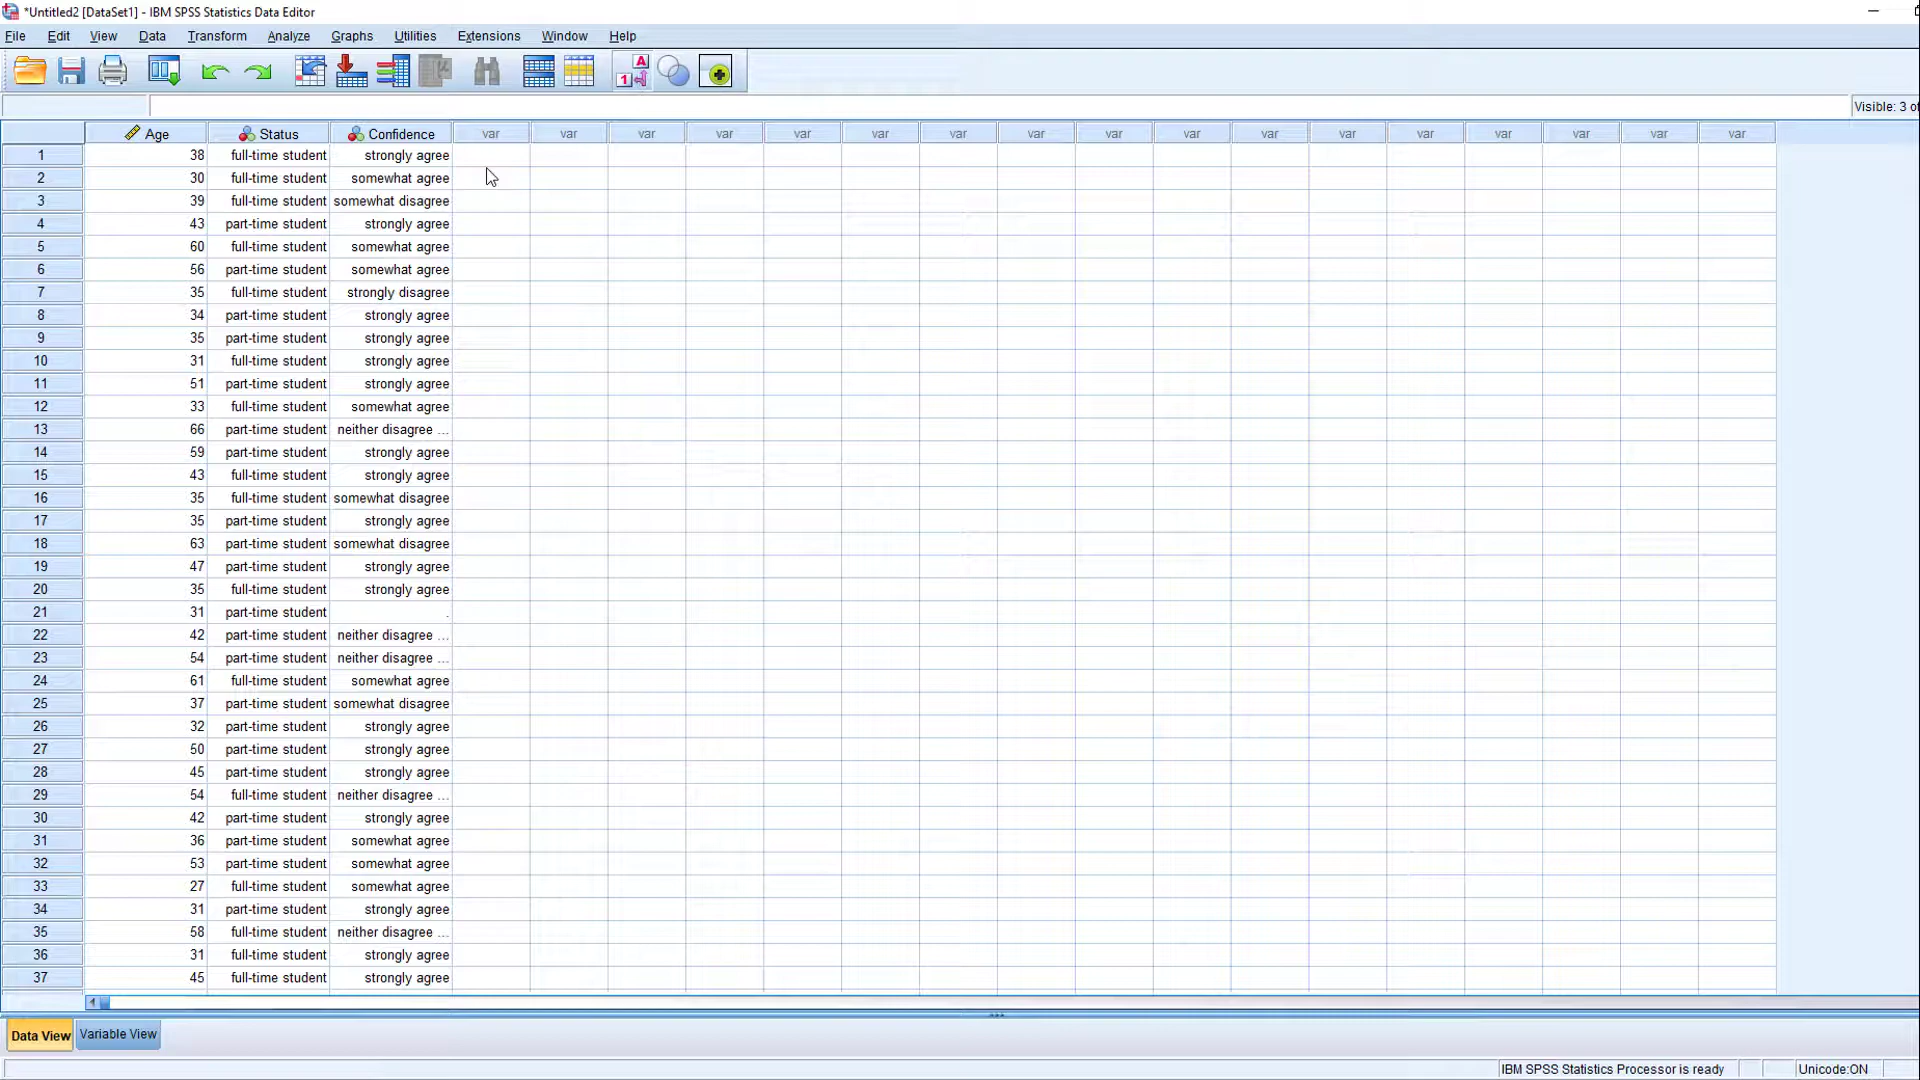 *Untitled2 [DataSet1] - IBM SPSS Statistics Data Editor
File Edit View Data Transform Analyze Graphs Utilities Extensions Window Help
Visible: 3 of
Age Status Confidence var var var var var var var var var var var var var var var var var
1 38 full-time student strongly agree
2 30 full-time student somewhat agree
3 39 full-time student somewhat disagree
4 43 part-time student strongly agree
5 60 full-time student somewhat agree
6 56 part-time student somewhat agree
7 35 full-time student strongly disagree
8 34 part-time student strongly agree
9 35 part-time student strongly agree
10 31 full-time student strongly agree
11 51 part-time student strongly agree
12 33 full-time student somewhat agree
13 66 part-time student neither disagree ...
14 59 part-time student strongly agree
15 43 full-time student strongly agree
16 35 full-time student somewhat disagree
17 35 part-time student strongly agree
18 63 part-time student somewhat disagree
19 47 part-time student strongly agree
20 35 full-time student strongly agree
21 31 part-time student .
22 42 part-time student neither disagree ...
23 54 part-time student neither disagree ...
24 61 full-time student somewhat agree
25 37 part-time student somewhat disagree
26 32 part-time student strongly agree
27 50 part-time student strongly agree
28 45 part-time student strongly agree
29 54 full-time student neither disagree ...
30 42 part-time student strongly agree
31 36 part-time student somewhat agree
32 53 part-time student somewhat agree
33 27 full-time student somewhat agree
34 31 part-time student strongly agree
35 58 full-time student neither disagree ...
36 31 full-time student strongly agree
37 45 full-time student strongly agree
Data View Variable View
IBM SPSS Statistics Processor is ready Unicode:ON